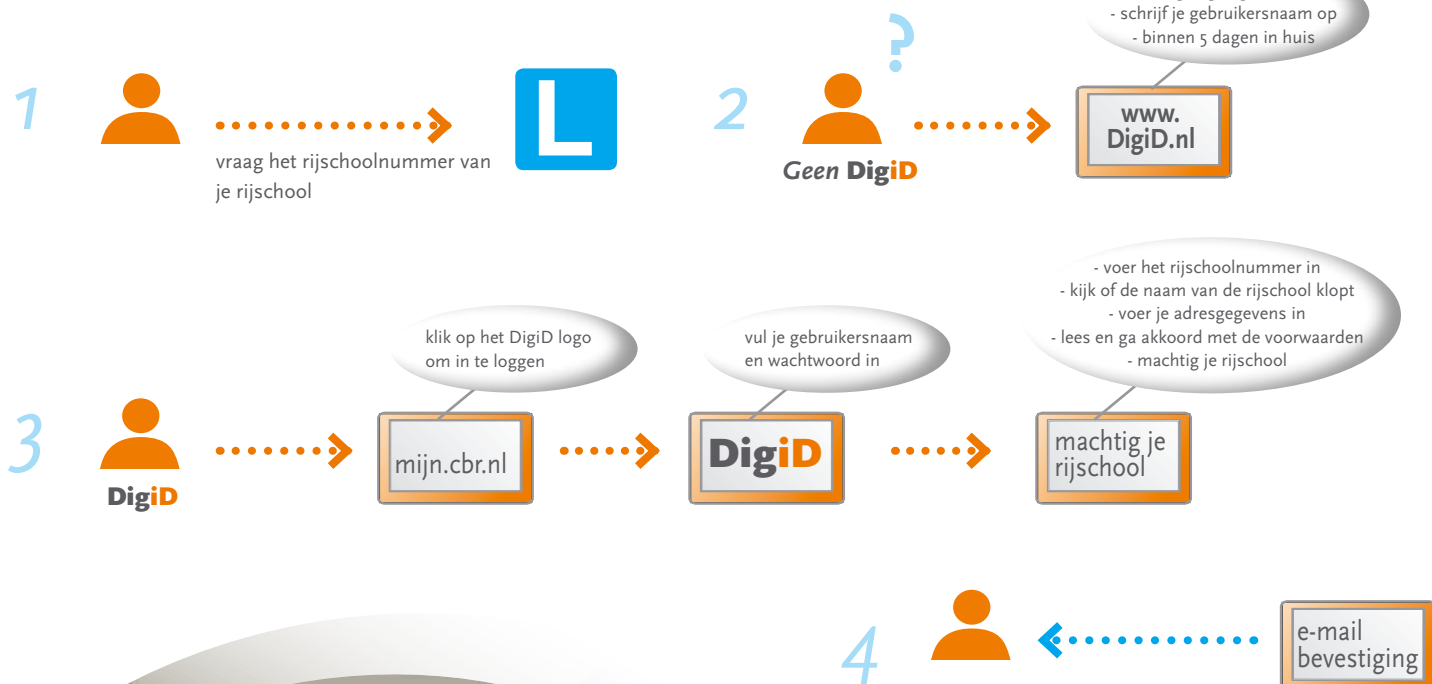 - schrijf je gebruikersnaam op
- binnen 5 dagen in huis
1
vraag het rijschoolnummer van
je rijschool
L
2
?
Geen DigiD
www.
DigiD.nl
3
DigiD
klik op het DigiD logo
om in te loggen
mijn.cbr.nl
vul je gebruikersnaam
en wachtwoord in
DigiD
- voer het rijschoolnummer in
- kijk of de naam van de rijschool klopt
- voer je adresgegevens in
- lees en ga akkoord met de voorwaarden
- machtig je rijschool
machtig je
rijschool
4
e-mail
bevestiging